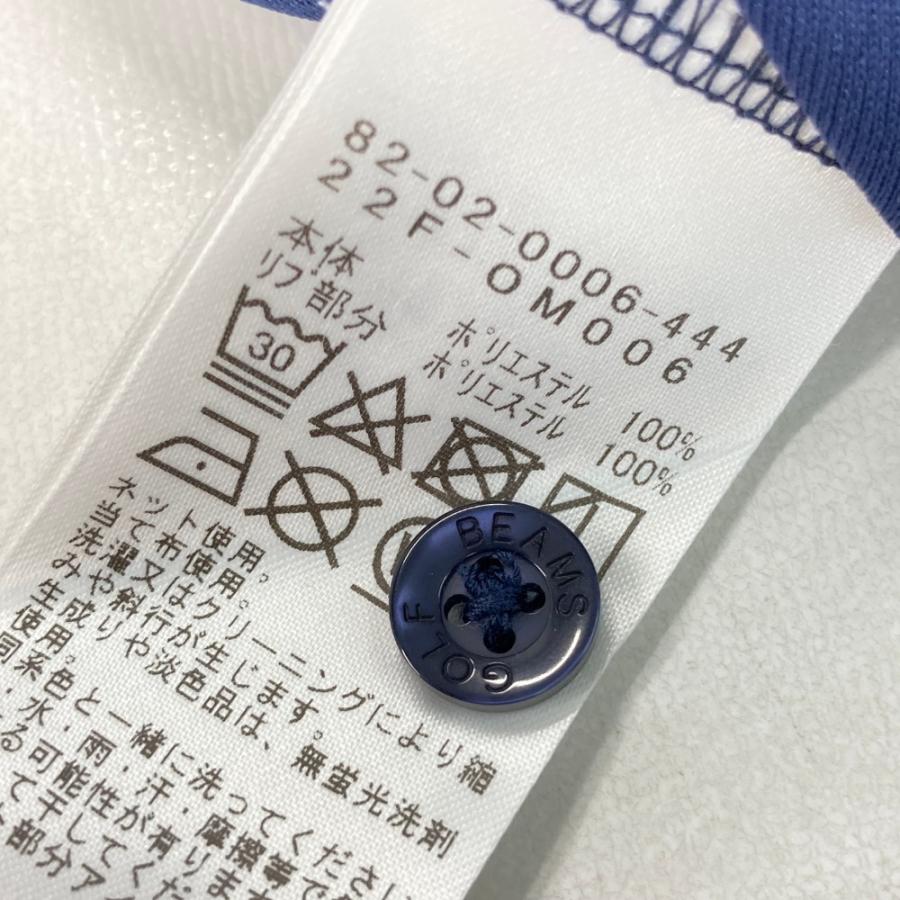 82-02-0006-444
22F-OM006
本体 ポリエステル 100%
リブ部分 ポリエステル 100%
30
ネット使用。
当て布使用。
洗濯又はクリーニングにより縮
みや斜行が生じます。
生成りや淡色品は、無蛍光洗剤
使用。
同系色と一緒に洗ってくださ
水・雨・汗・摩擦等で
る可能性が有りま
て干してくだ
部分ア
BEAMS
GOLF